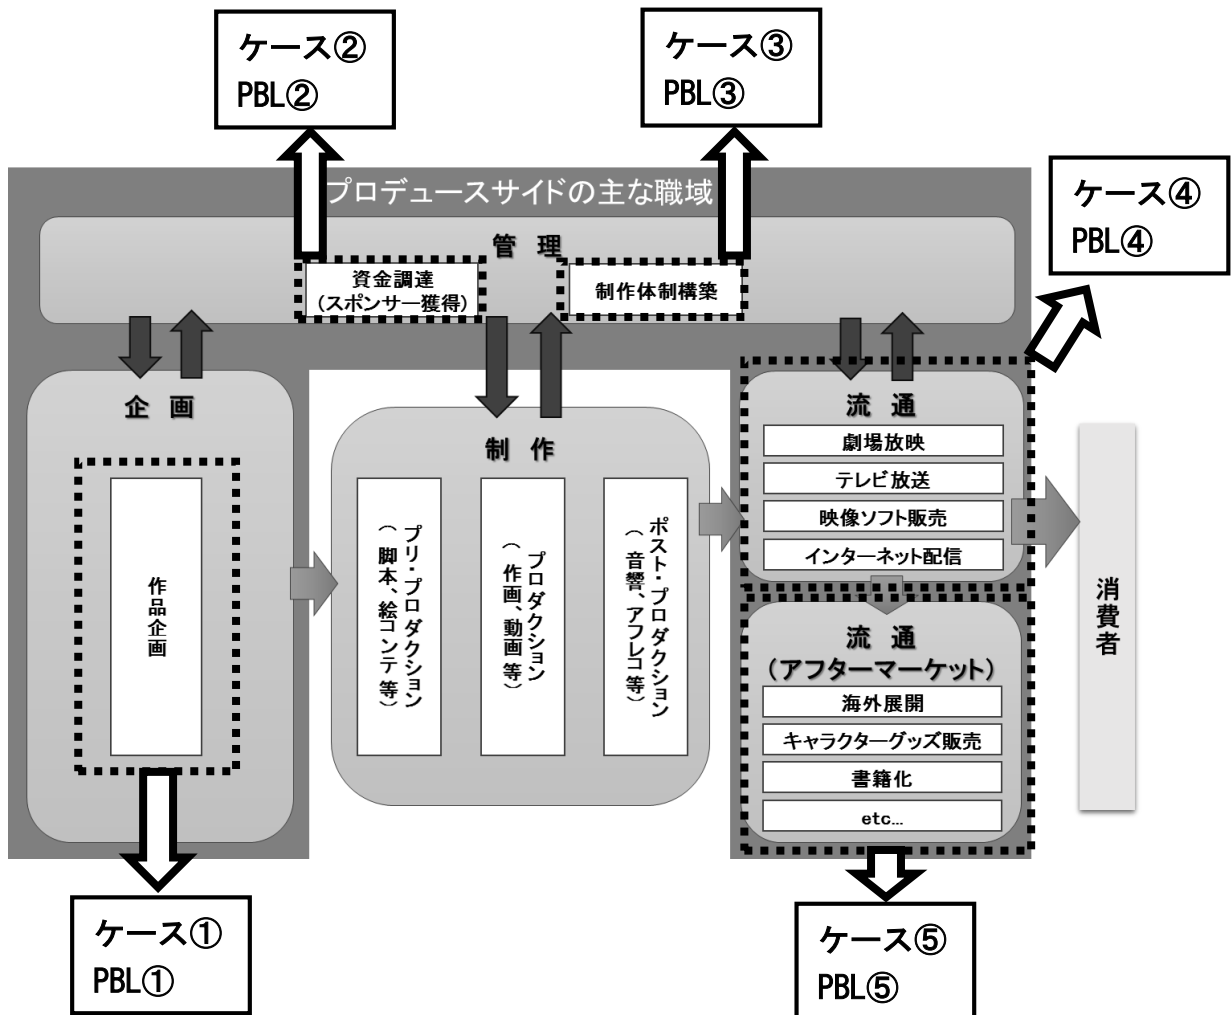 ケース②
PBL②
ケース③
PBL③
ケース④
PBL④
プロデュースサイドの主な職域
管 理
資金調達
(スポンサー獲得)
制作体制構築
企 画
作品企画
制 作
プリ・プロダクション
（脚本、絵コンテ等）
プロダクション
（作画、動画等）
ポスト・プロダクション
（音響、アフレコ等）
流 通
劇場放映
テレビ放送
映像ソフト販売
インターネット配信
流 通
（アフターマーケット）
海外展開
キャラクターグッズ販売
書籍化
etc...
消費者
ケース①
PBL①
ケース⑤
PBL⑤